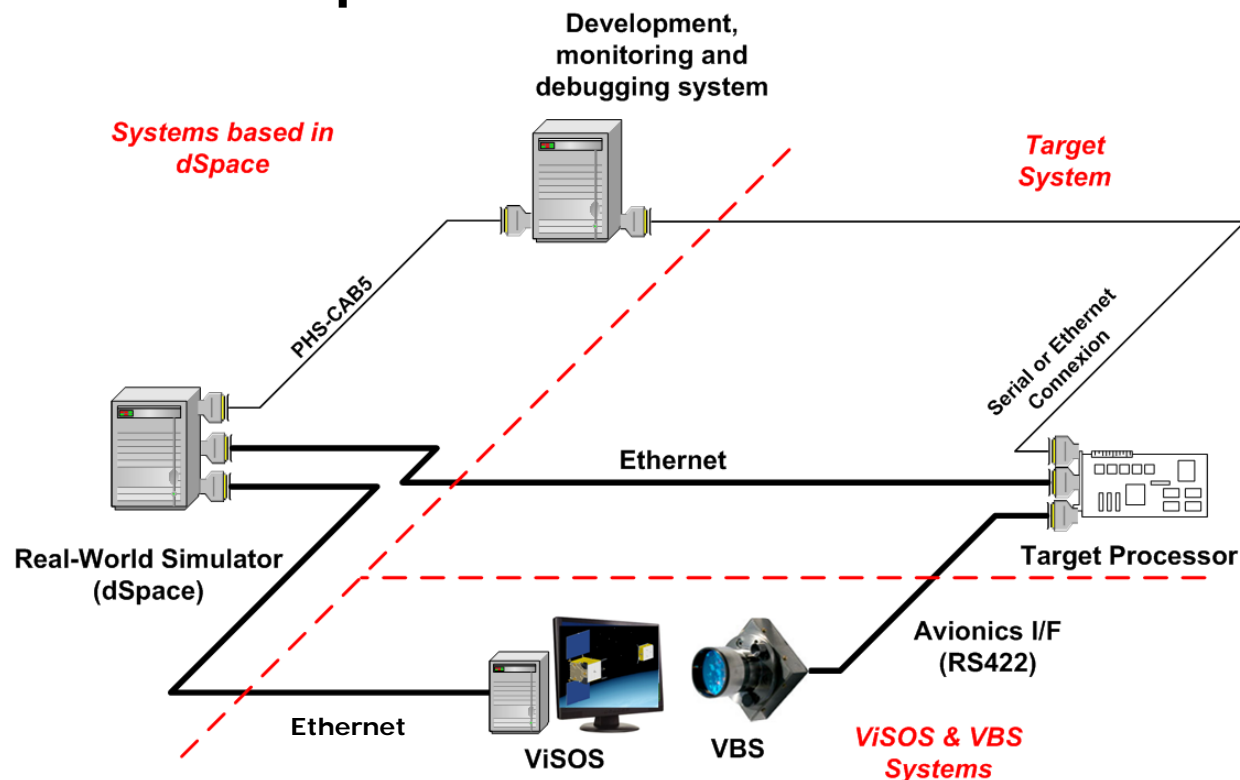 Development,
monitoring and
debugging system
Systems based in
dSpace
Target
System
PHS-CAB5
Serial or Ethernet
Connexion
Ethernet
Real-World Simulator
(dSpace)
Target Processor
Avionics I/F
(RS422)
Ethernet
ViSOS
VBS
ViSOS & VBS
Systems